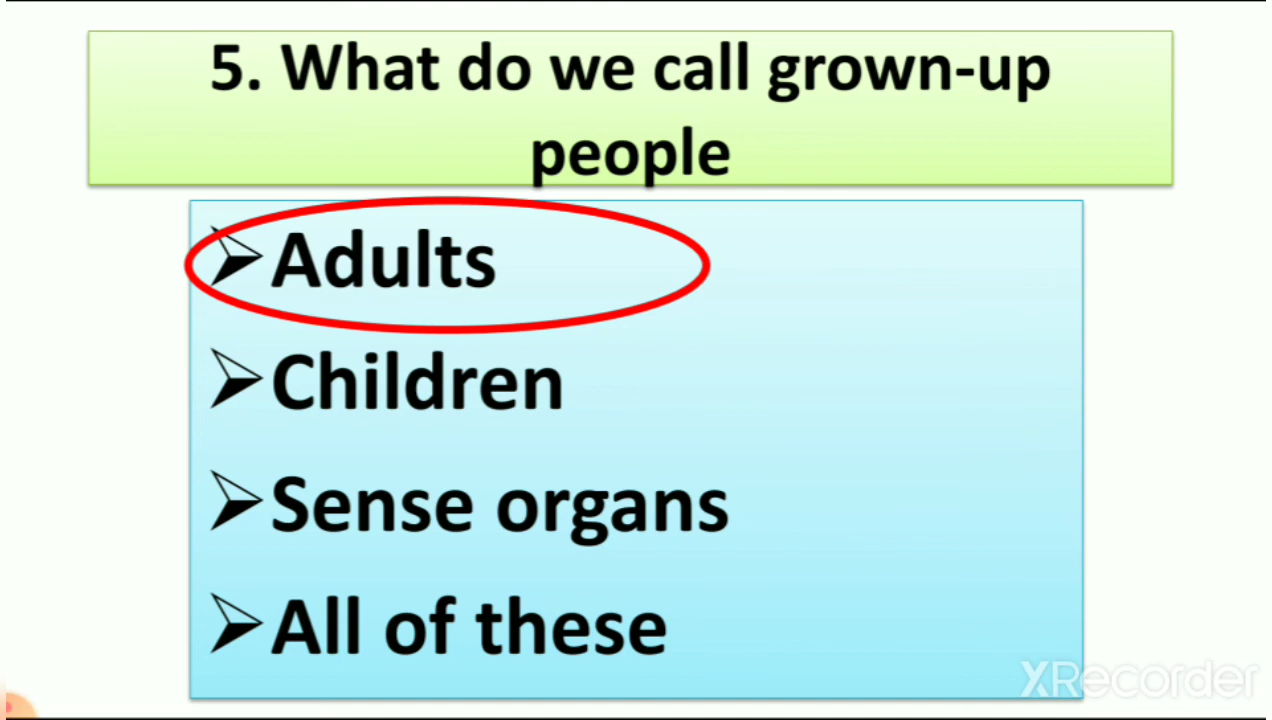 5. What do we call grown-up
people
Adults
Children
Sense organs
All of these
XRecorder